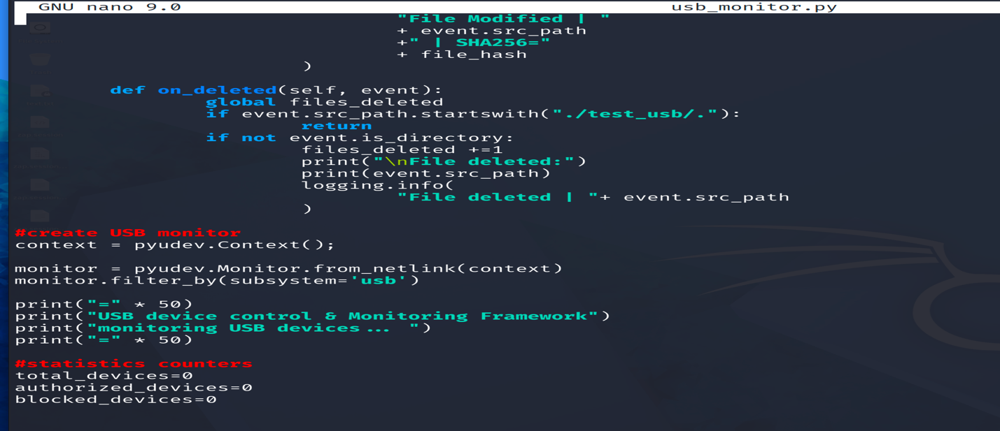 GNU nano 9.0 usb_monitor.py
"File Modified | "
+ event.src_path
+" | SHA256="
+ file_hash
)
def on_deleted(self, event):
global files_deleted
if event.src_path.startswith("./test_usb/."):
return
if not event.is_directory:
files_deleted +=1
print("\nFile deleted:")
print(event.src_path)
logging.info(
"File deleted | "+ event.src_path
)
#create USB monitor
context = pyudev.Context();
monitor = pyudev.Monitor.from_netlink(context)
monitor.filter_by(subsystem='usb')
print("=" * 50)
print("USB device control & Monitoring Framework")
print("monitoring USB devices... ")
print("=" * 50)
#statistics counters
total_devices=0
authorized_devices=0
blocked_devices=0